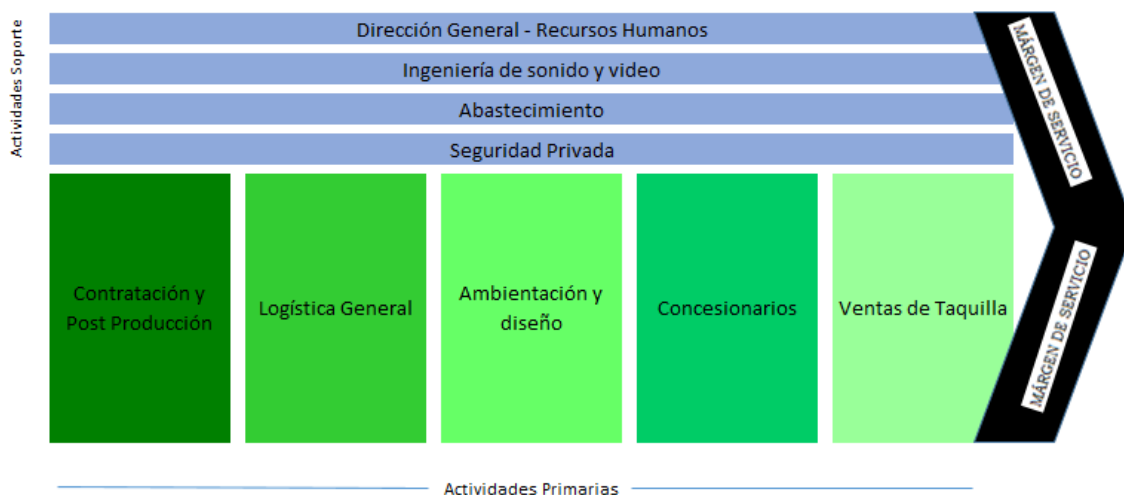 Actividades Soporte
Dirección General - Recursos Humanos
Ingeniería de sonido y video
Abastecimiento
Seguridad Privada
MÁRGEN DE SERVICIO
Contratación y
Post Producción
Logística General
Ambientación y
diseño
Concesionarios
Ventas de Taquilla
MÁRGEN DE SERVICIO
Actividades Primarias